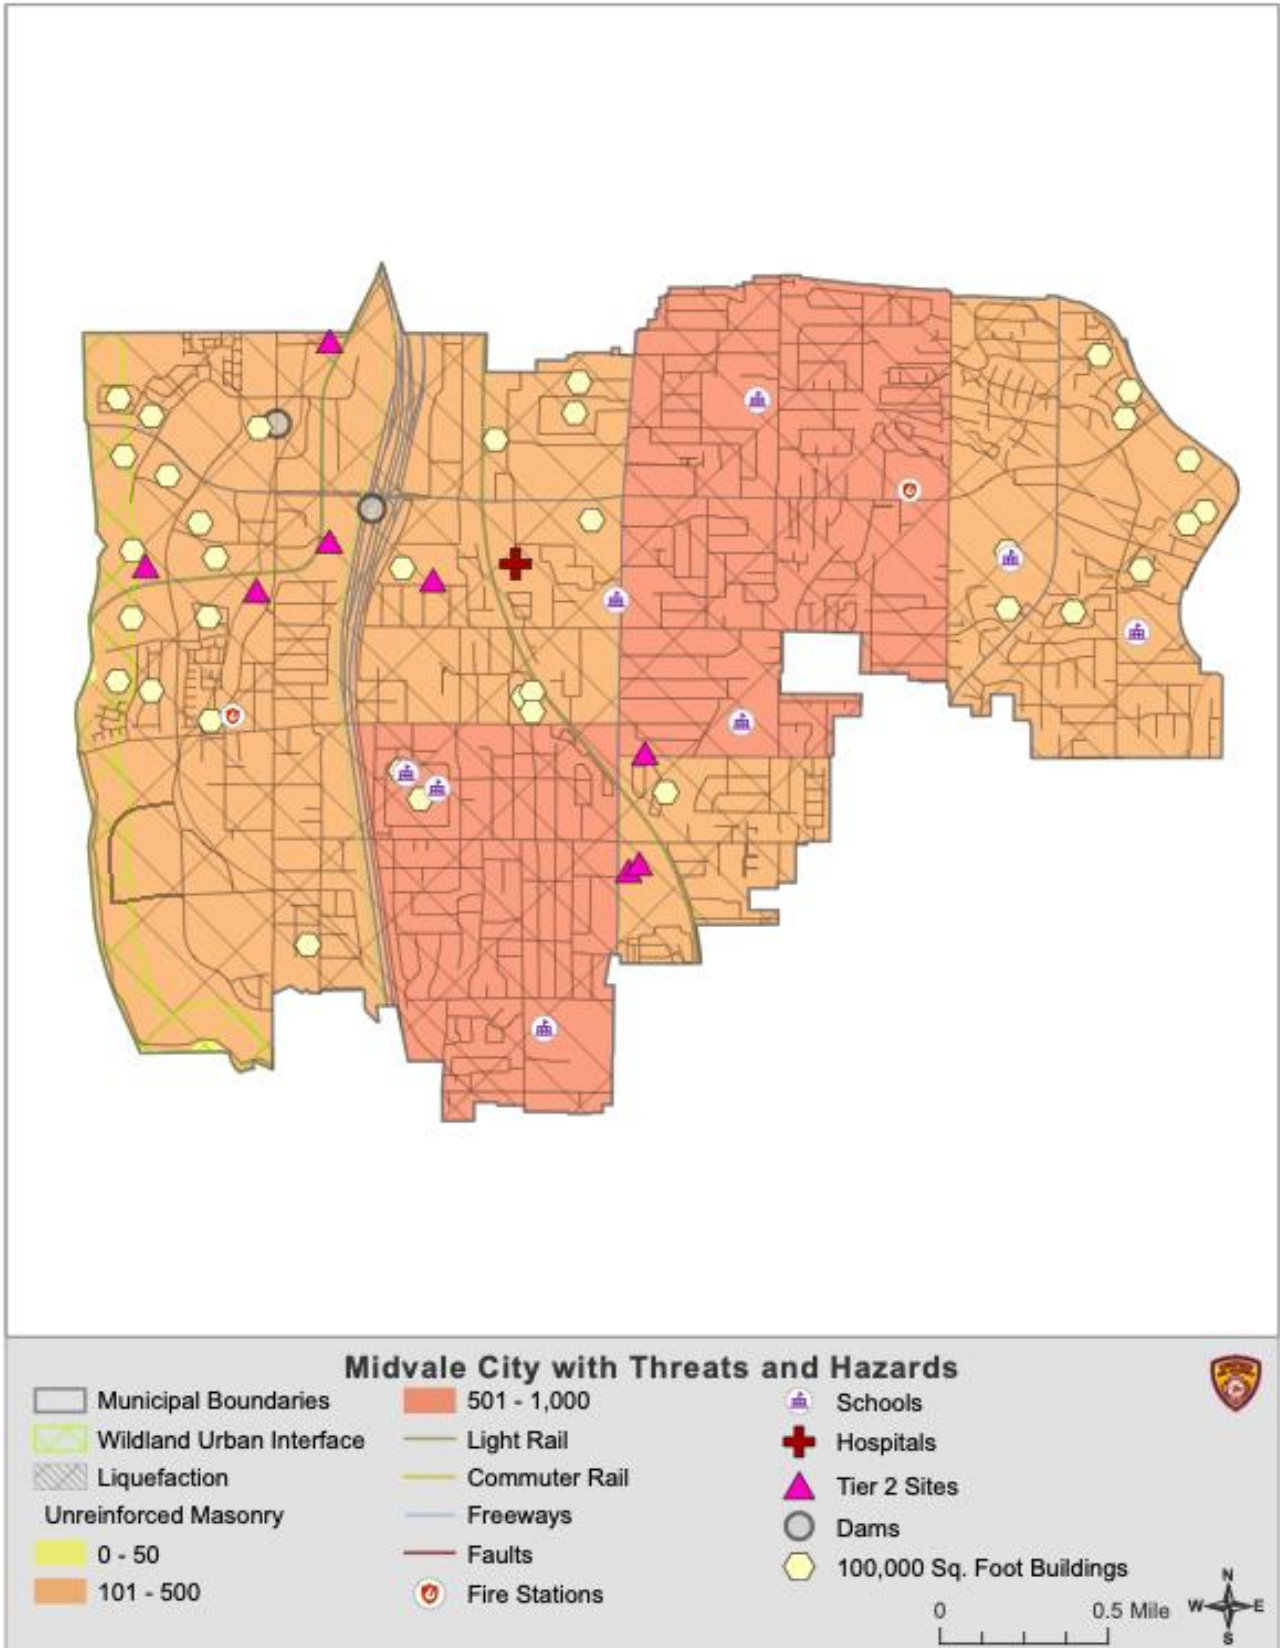 Midvale City with Threats and Hazards
Municipal Boundaries
Wildland Urban Interface
Liquefaction
Unreinforced Masonry
0 - 50
101 - 500
501 - 1,000
Light Rail
Commuter Rail
Freeways
Faults
Fire Stations
Schools
Hospitals
Tier 2 Sites
Dams
100,000 Sq. Foot Buildings
0 0.5 Mile
N
W E
S